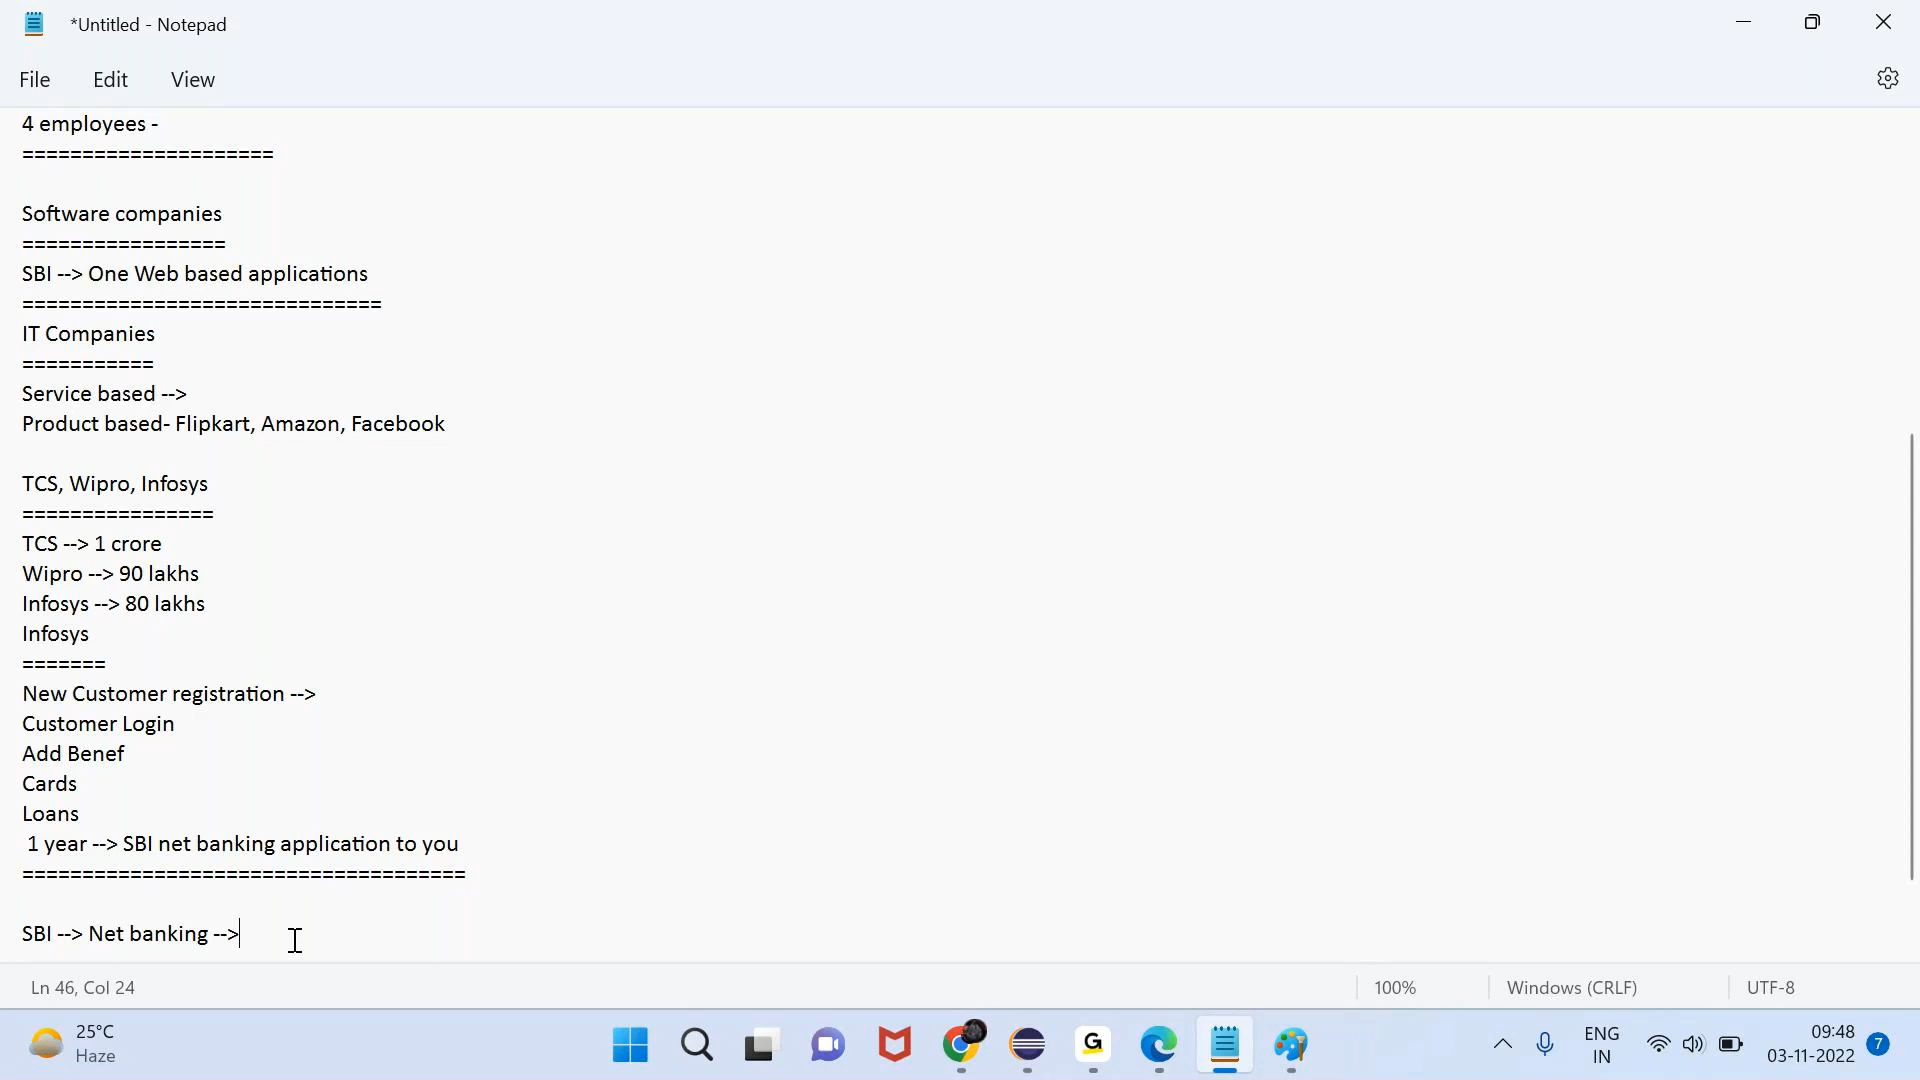 *Untitled - Notepad
File Edit View
4 employees -
=====================
Software companies
=================
SBI --> One Web based applications
==============================
IT Companies
===========
Service based -->
Product based- Flipkart, Amazon, Facebook
TCS, Wipro, Infosys
================
TCS --> 1 crore
Wipro --> 90 lakhs
Infosys --> 80 lakhs
Infosys
=======
New Customer registration -->
Customer Login
Add Benef
Cards
Loans
1 year --> SBI net banking application to you
=====================================
SBI --> Net banking -->
Ln 46, Col 24 100% Windows (CRLF) UTF-8
25°C
Haze
G
ENG
IN
09:48
03-11-2022
7